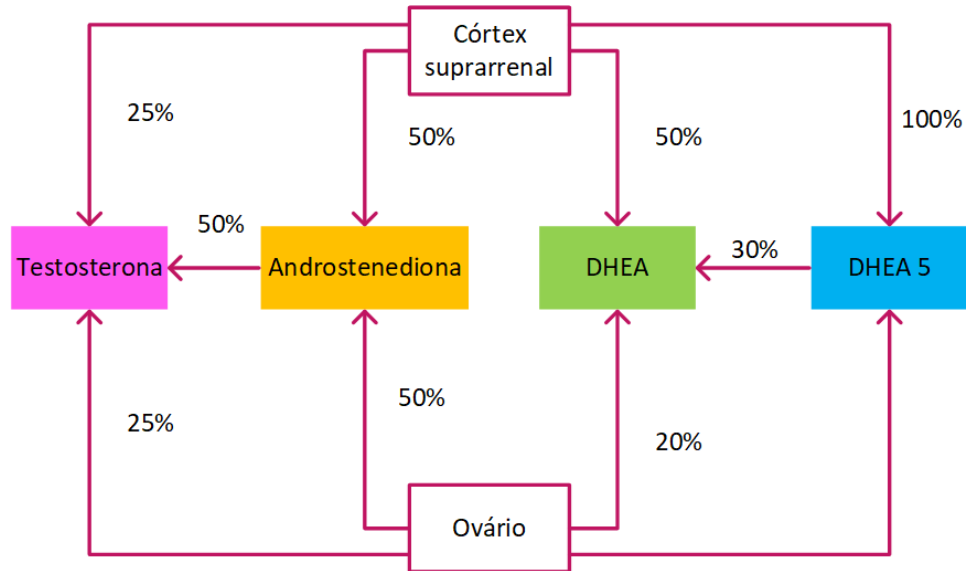 Córtex
suprarrenal
25%
50%
50%
100%
50%
30%
Testosterona
Androstenediona
DHEA
DHEA 5
25%
50%
20%
Ovário